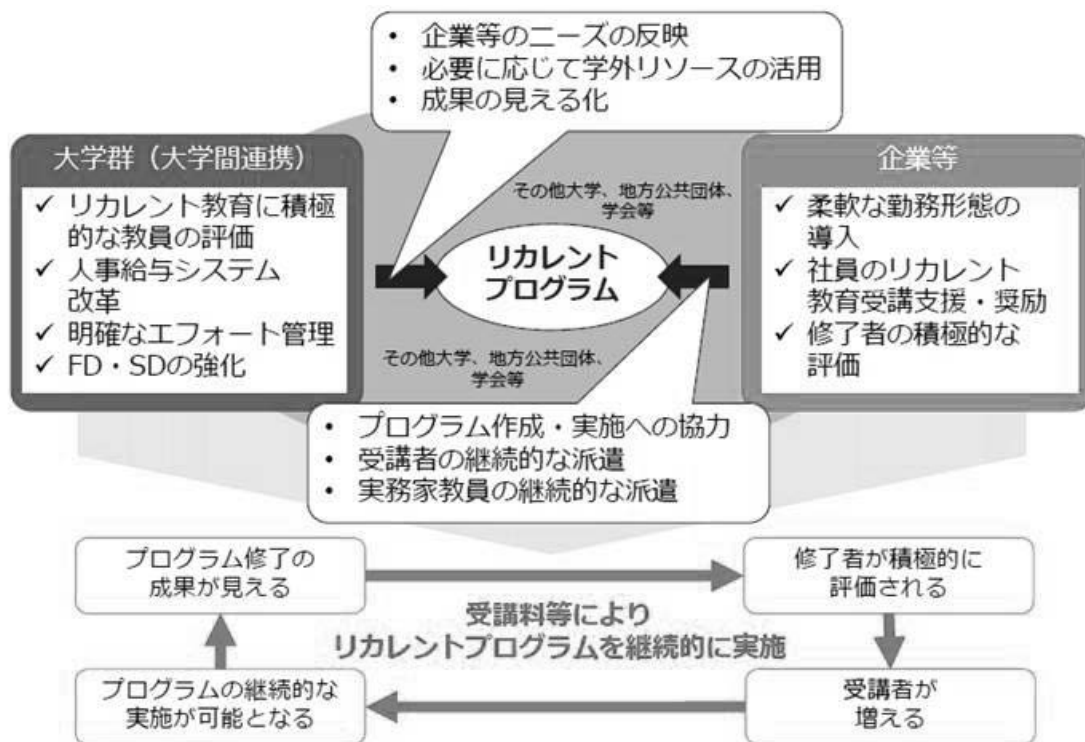 • 企業等のニーズの反映
• 必要に応じて学外リソースの活用
• 成果の見える化
大学群（大学間連携）
✓ リカレント教育に積極
的な教員の評価
✓ 人事給与システム
改革
✓ 明確なエフォート管理
✓ FD・SDの強化
その他大学、地方公共団体、
学会等
リカレント
プログラム
その他大学、地方公共団体、
学会等
企業等
✓ 柔軟な勤務形態の
導入
✓ 社員のリカレント
教育受講支援・奨励
✓ 修了者の積極的な
評価
• プログラム作成・実施への協力
• 受講者の継続的な派遣
• 実務家教員の継続的な派遣
プログラム修了の
成果が見える
修了者が積極的に
評価される
受講料等により
リカレントプログラムを継続的に実施
プログラムの継続的な
実施が可能となる
受講者が
増える